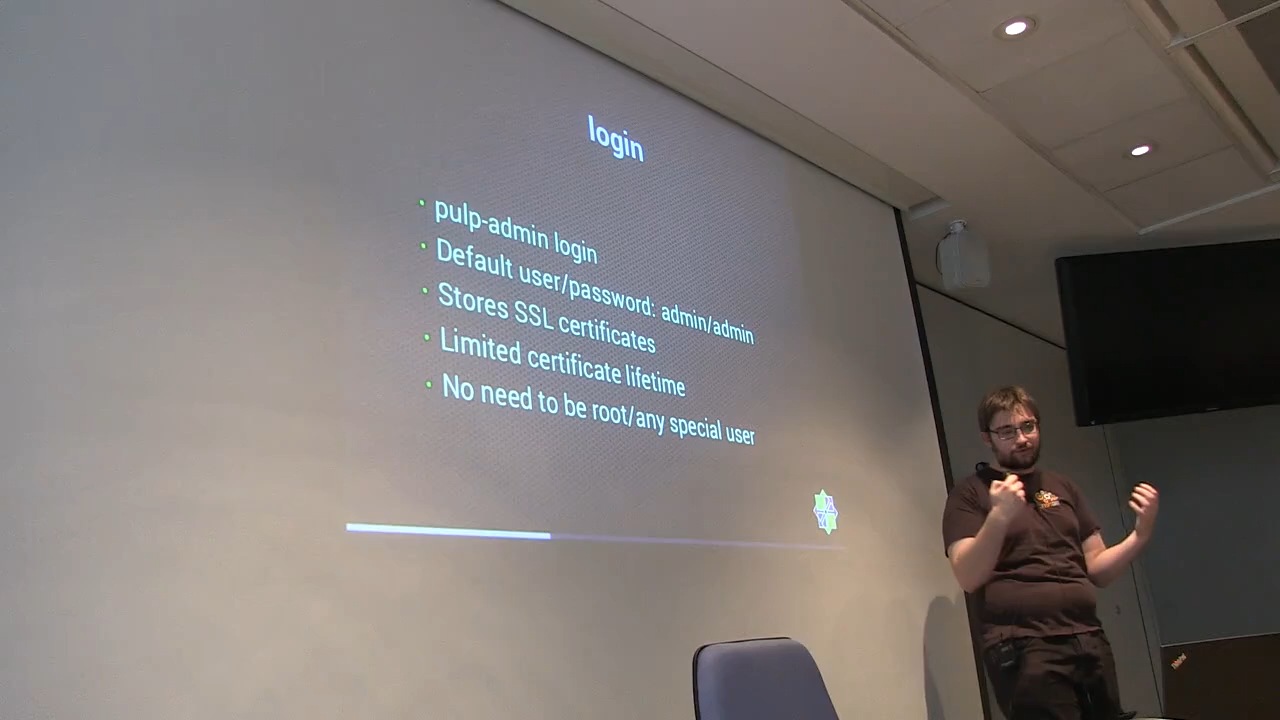 login
pulp-admin login
Default user/password: admin/admin
Stores SSL certificates
Limited certificate lifetime
No need to be root/any special user